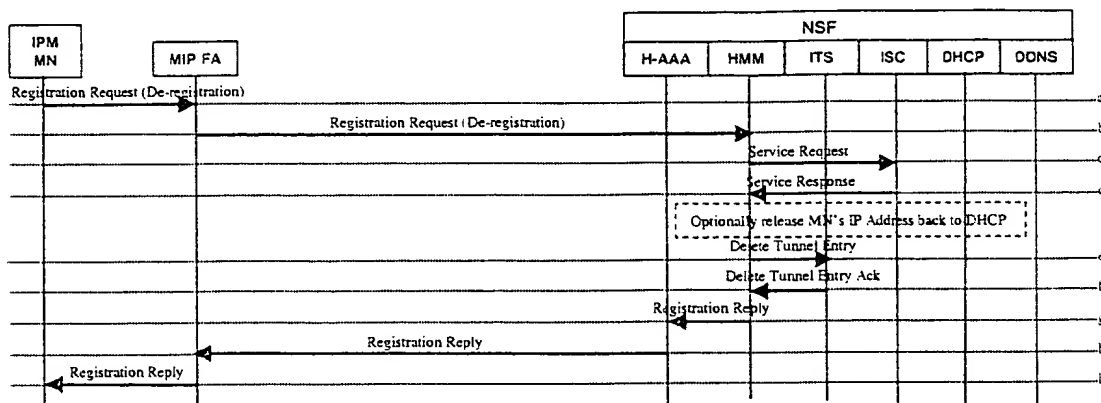 NSF
IPM
MN
MIP FA
H-AAA
HMM
ITS
ISC
DHCP
DDNS
Registration Request (De-registration)
a
Registration Request (De-registration)
Service Request
c
Service Response
Optionally release MN's IP Address back to DHCP
Delete Tunnel Entry
Delete Tunnel Entry Ack
Registration Reply
g
Registration Reply
Registration Reply